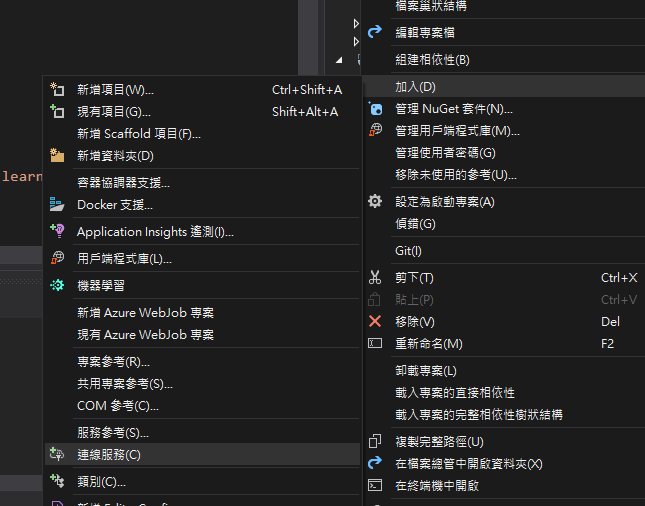 learn
新增項目(W)... Ctrl+Shift+A
現有項目(G)... Shift+Alt+A
新增 Scaffold 項目(F)...
新增資料夾(D)
容器協調器支援...
Docker 支援...
Application Insights 遙測(I)...
用戶端程式庫(L)...
機器學習
新增 Azure WebJob 專案
現有 Azure WebJob 專案
專案參考(R)...
共用專案參考(S)...
COM 參考(C)...
服務參考(S)...
連線服務(C)
類別(C)...
檔案巢狀結構
編輯專案檔
組建相依性(B)
加入(D)
管理 NuGet 套件(N)...
管理用戶端程式庫(M)...
管理使用者密碼(G)
移除未使用的參考(U)...
設定為啟動專案(A)
偵錯(G)
Git(I)
剪下(T) Ctrl+X
貼上(P) Ctrl+V
移除(V) Del
重新命名(M) F2
卸載專案(L)
載入專案的直接相依性
載入專案的完整相依性樹狀結構
複製完整路徑(U)
在檔案總管中開啟資料夾(X)
在終端機中開啟